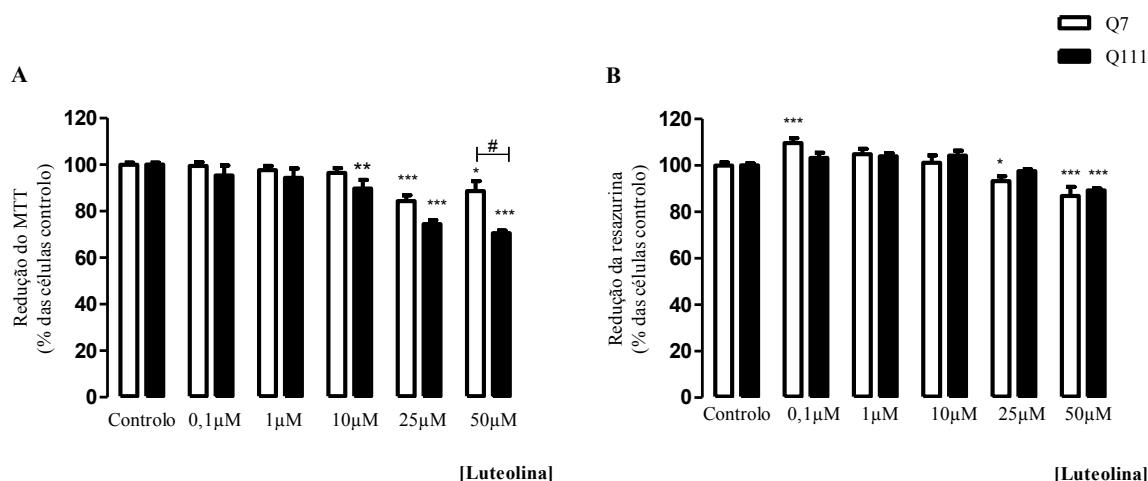 Q7
Q111
A
Redução do MTT
(% das células controlo)
120
100
80
60
40
20
0
**
***
***
*
#
***
Controlo 0,1µM 1µM 10µM 25µM 50µM
[Luteolina]
B
Redução da resazurina
(% das células controlo)
120
100
80
60
40
20
0
***
*
***
***
Controlo 0,1µM 1µM 10µM 25µM 50µM
[Luteolina]